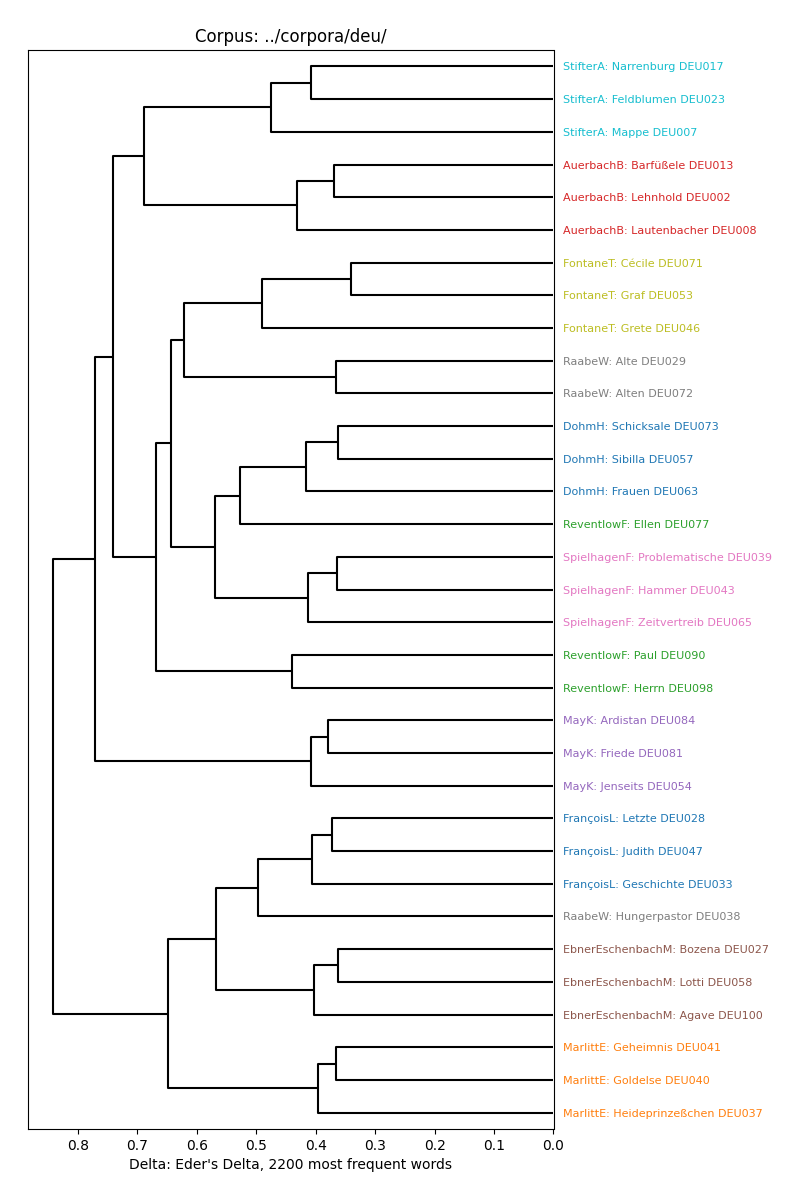 Corpus: ../corpora/deu/
StifterA: Narrenburg DEU017
StifterA: Feldblumen DEU023
StifterA: Mappe DEU007
AuerbachB: Barfüßele DEU013
AuerbachB: Lehnhold DEU002
AuerbachB: Lautenbacher DEU008
FontaneT: Cécile DEU071
FontaneT: Graf DEU053
FontaneT: Grete DEU046
RaabeW: Alte DEU029
RaabeW: Alten DEU072
DohmH: Schicksale DEU073
DohmH: Sibilla DEU057
DohmH: Frauen DEU063
ReventlowF: Ellen DEU077
SpielhagenF: Problematische DEU039
SpielhagenF: Hammer DEU043
SpielhagenF: Zeitvertreib DEU065
ReventlowF: Paul DEU090
ReventlowF: Herrn DEU098
MayK: Ardistan DEU084
MayK: Friede DEU081
MayK: Jenseits DEU054
FrançoisL: Letzte DEU028
FrançoisL: Judith DEU047
FrançoisL: Geschichte DEU033
RaabeW: Hungerpastor DEU038
EbnerEschenbachM: Bozena DEU027
EbnerEschenbachM: Lotti DEU058
EbnerEschenbachM: Agave DEU100
MarlittE: Geheimnis DEU041
MarlittE: Goldelse DEU040
MarlittE: Heideprinzeßchen DEU037
0.8 0.7 0.6 0.5 0.4 0.3 0.2 0.1 0.0
Delta: Eder's Delta, 2200 most frequent words